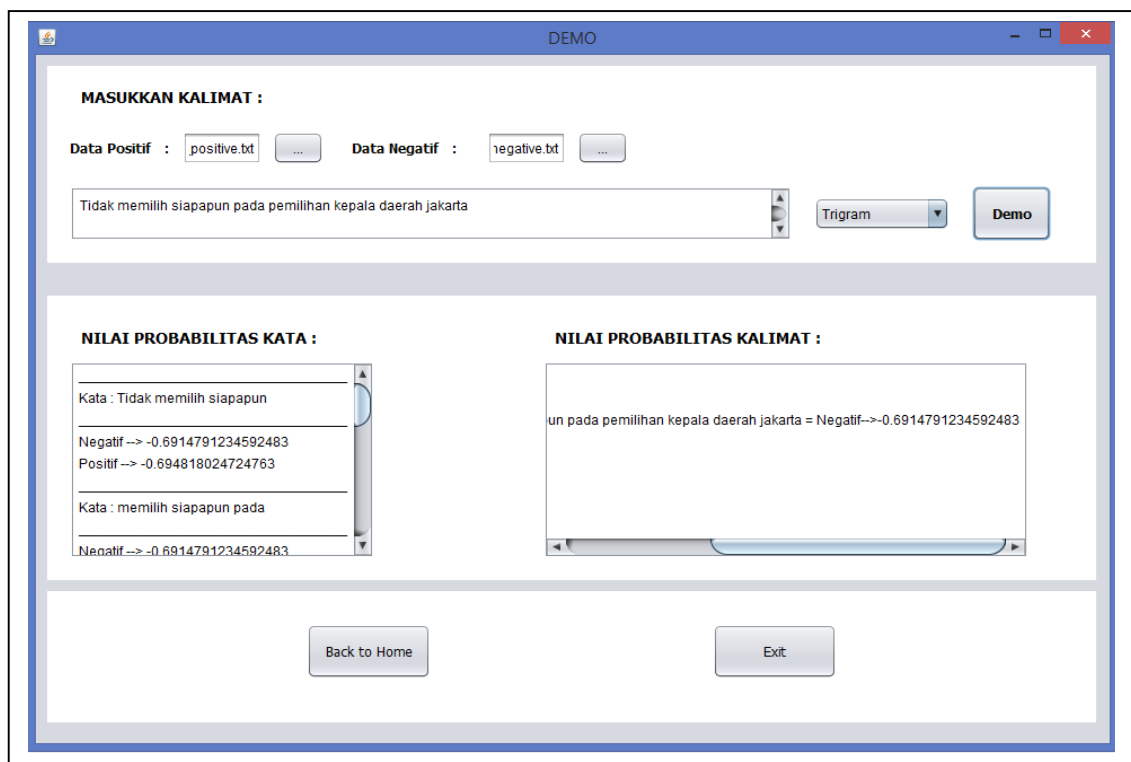 DEMO
MASUKKAN KALIMAT :
Data Positif : positive.txt ... Data Negatif : negative.txt ...
Tidak memilih siapapun pada pemilihan kepala daerah jakarta
Trigram
Demo
NILAI PROBABILITAS KATA :
Kata : Tidak memilih siapapun
Negatif --> -0.6914791234592483
Positif --> -0.694818024724763
Kata : memilih siapapun pada
Negatif --> -0.6914791234592483
NILAI PROBABILITAS KALIMAT :
un pada pemilihan kepala daerah jakarta = Negatif-->-0.6914791234592483
Back to Home
Exit